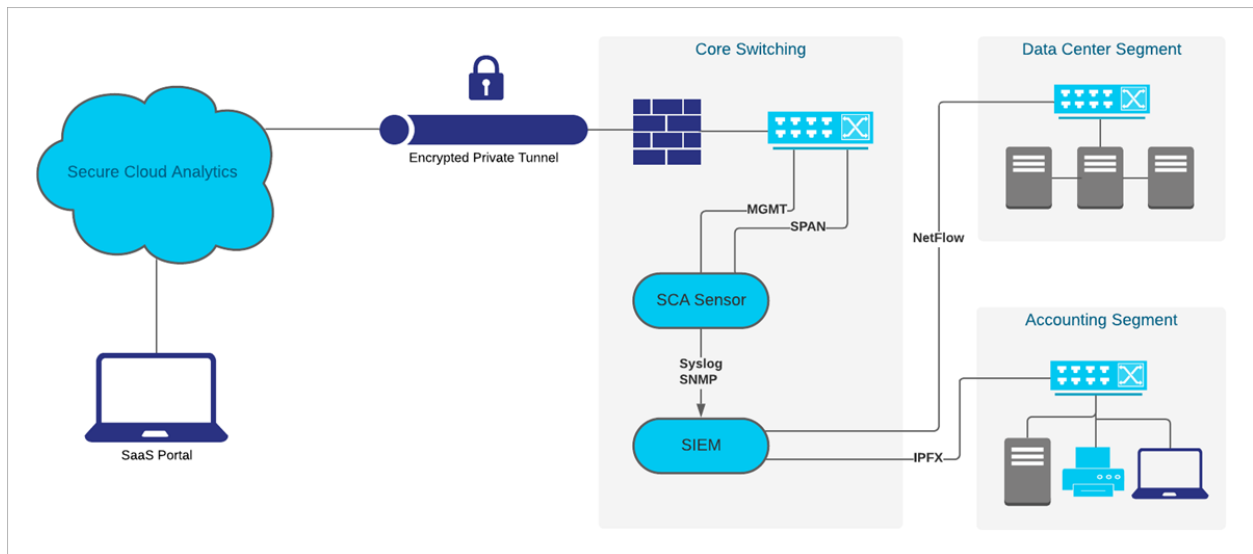 Core Switching
Data Center Segment
Secure Cloud Analytics
Encrypted Private Tunnel
MGMT
SPAN
NetFlow
SCA Sensor
Accounting Segment
Syslog
SNMP
SIEM
IPFX
SaaS Portal